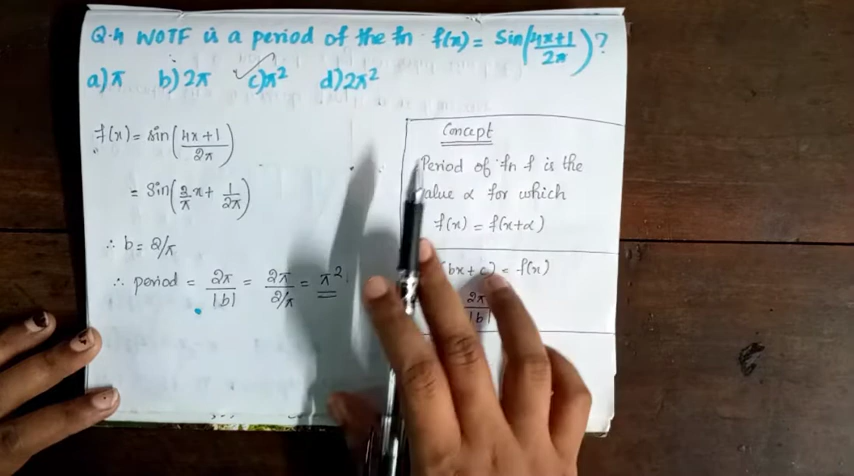 Q.4 WOTF is a period of the fn f(x) = Sin(4x+1/2π)?
a) π b) 2π c) π² d) 2π²
f(x) = sin(4x+1/2π)
= Sin(2/π x + 1/2π)
∴ b = 2/π
∴ period = 2π/|b| = 2π/2/π = π²
Concept
Period of fn f is the
value α for which
f(x) = f(x+α)
(bx + c) = f(x)
2π/|b|